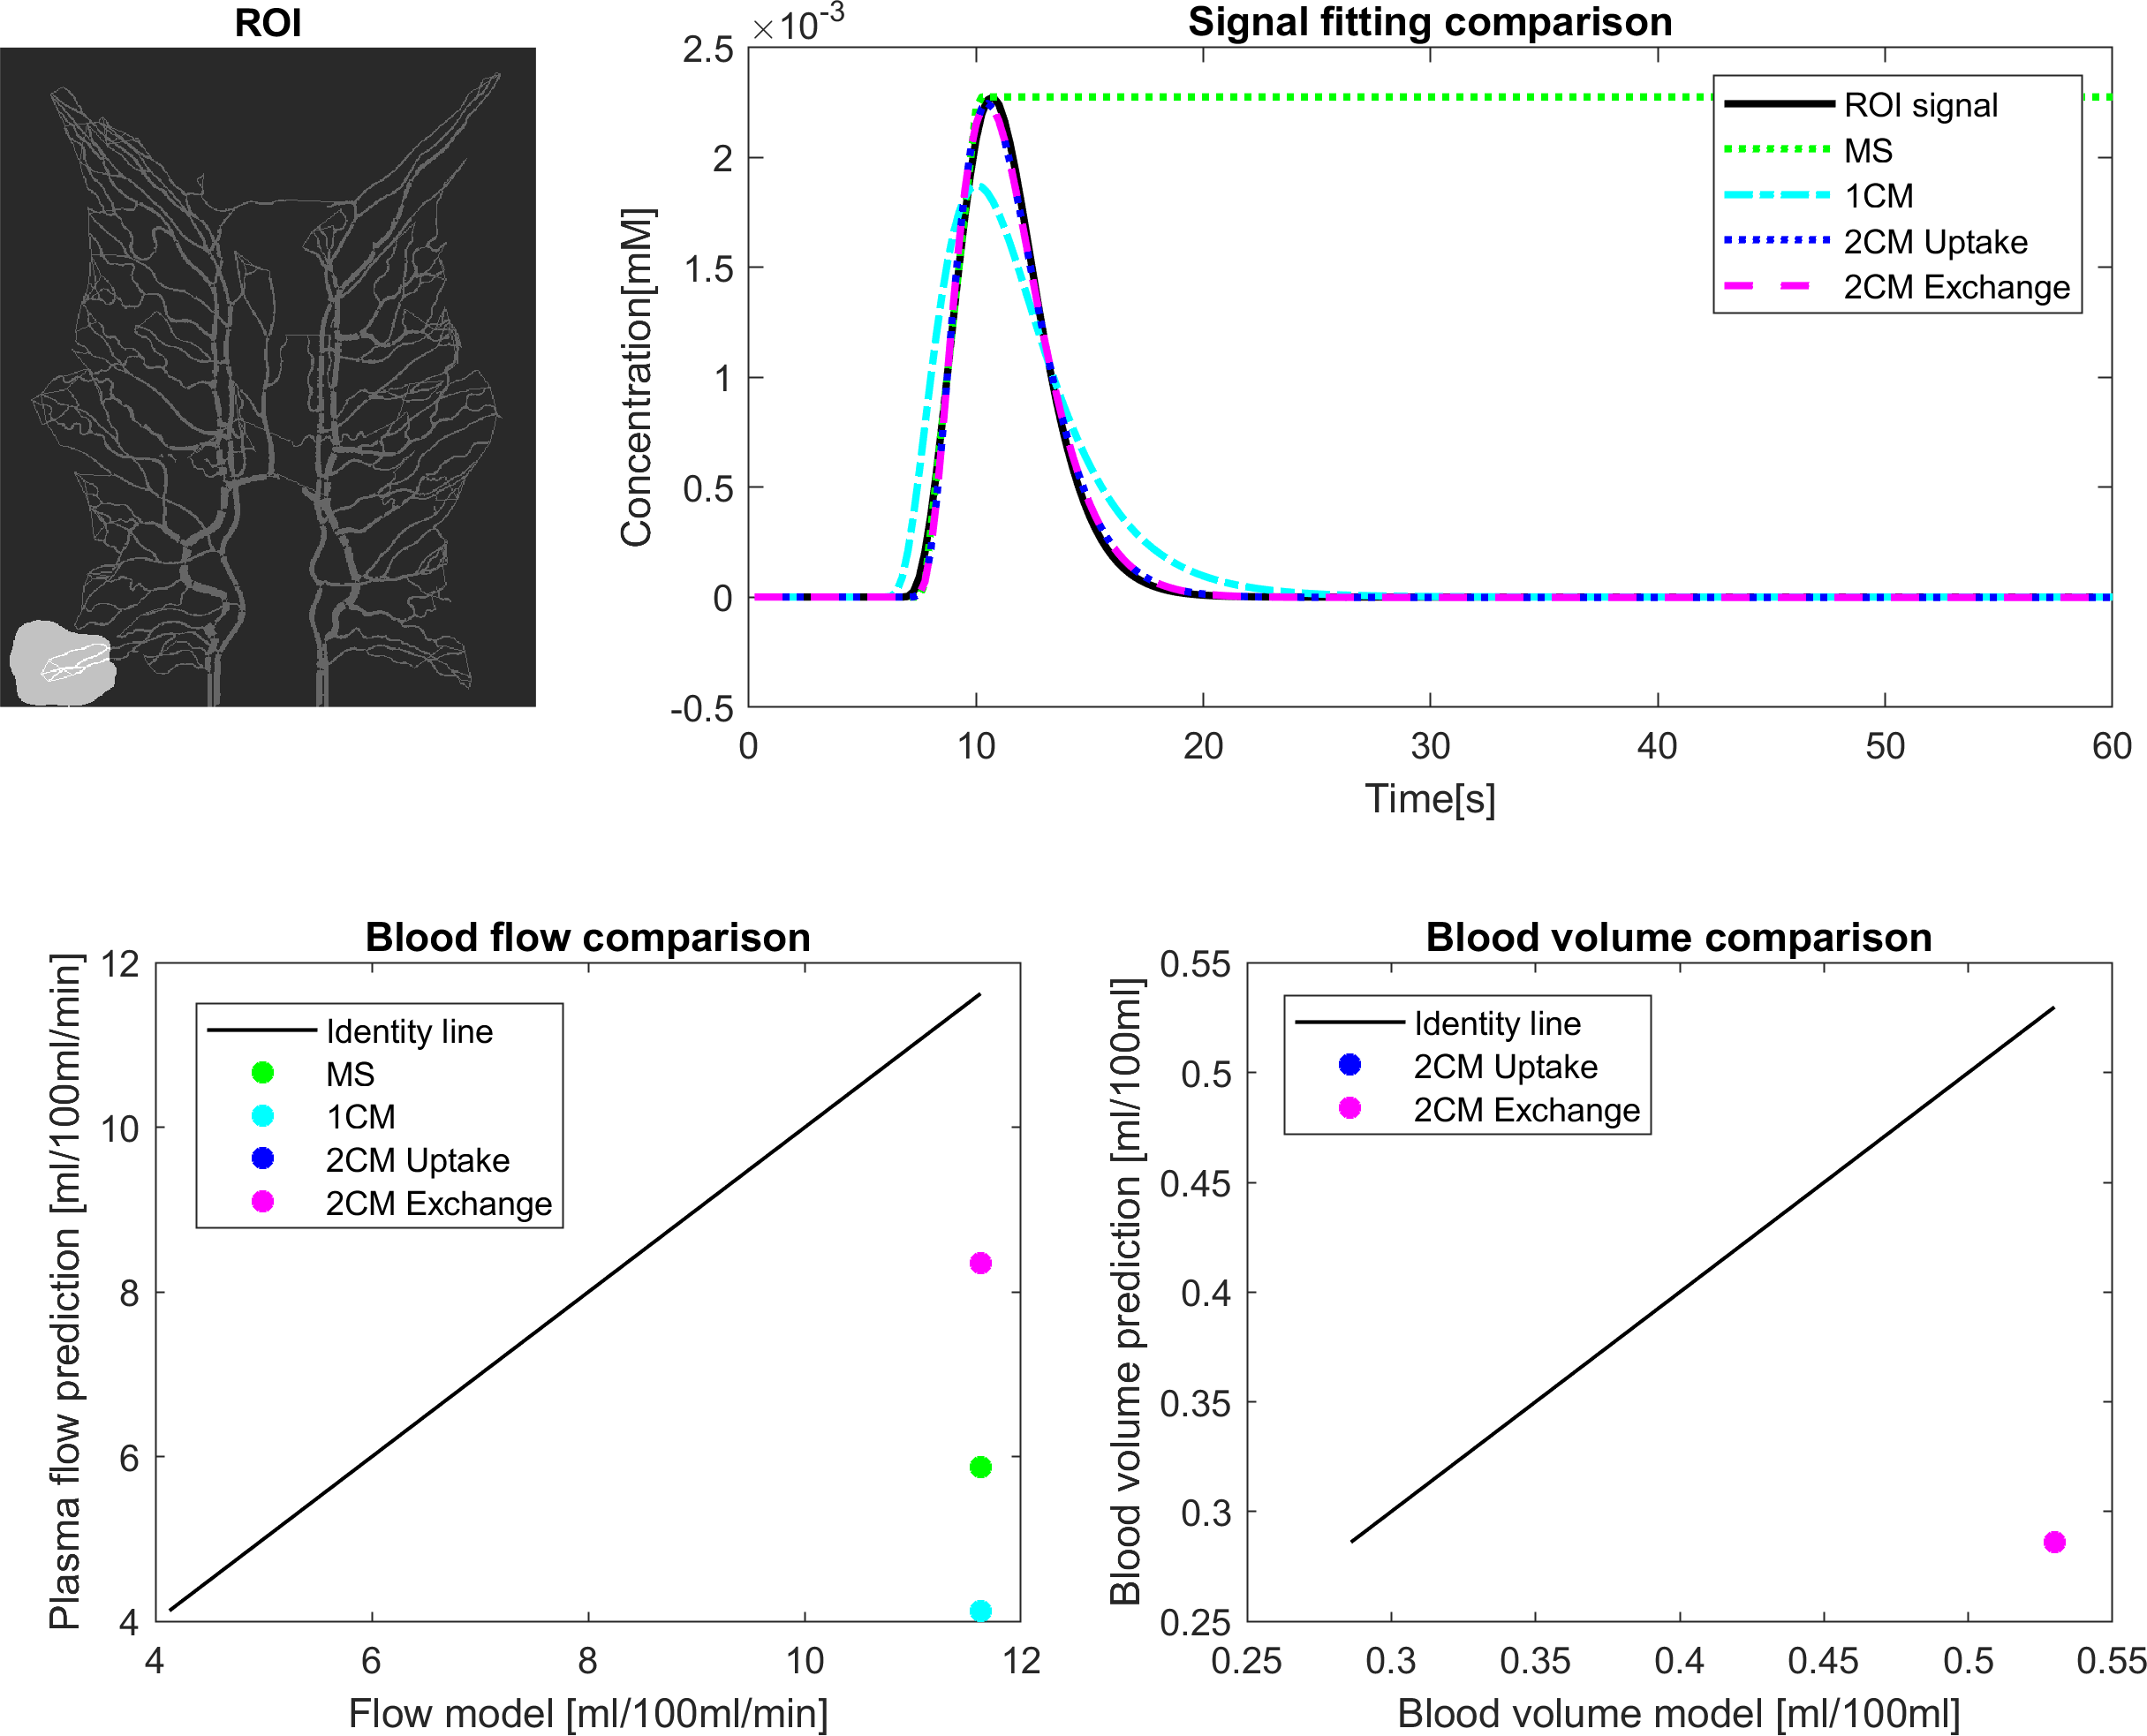 ROI
Signal fitting comparison
×10-3
2.5
2
1.5
1
0.5
0
-0.5
Concentration[mM]
0 10 20 30 40 50 60
Time[s]
ROI signal
MS
1CM
2CM Uptake
2CM Exchange
Blood flow comparison
12
10
8
6
4
Plasma flow prediction [ml/100ml/min]
Identity line
MS
1CM
2CM Uptake
2CM Exchange
4 6 8 10 12
Flow model [ml/100ml/min]
Blood volume comparison
0.55
0.5
0.45
0.4
0.35
0.3
0.25
Blood volume prediction [ml/100ml]
Identity line
2CM Uptake
2CM Exchange
0.25 0.3 0.35 0.4 0.45 0.5 0.55
Blood volume model [ml/100ml]